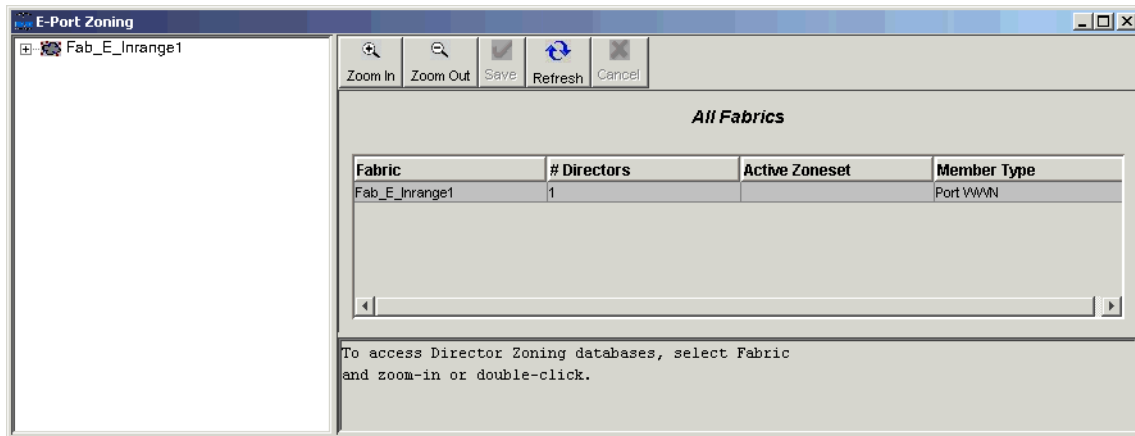 E-Port Zoning
Fab_E_Inrange1
Zoom In Zoom Out Save Refresh Cancel
All Fabrics
Fabric # Directors Active Zoneset Member Type
Fab_E_Inrange1 1 Port WWN
To access Director Zoning databases, select Fabric
and zoom-in or double-click.